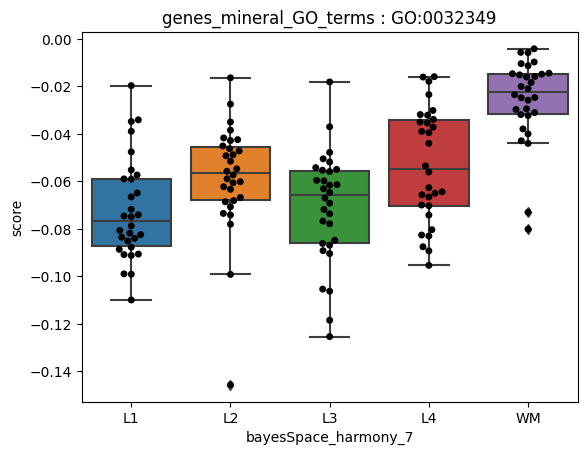 genes_mineral_GO_terms : GO:0032349
0.00
−0.02
−0.04
−0.06
−0.08
−0.10
−0.12
−0.14
score
L1 L2 L3 L4 WM
bayesSpace_harmony_7